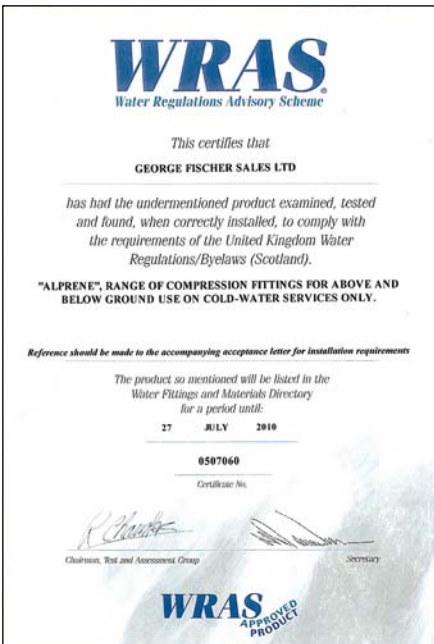 WRAS®
Water Regulations Advisory Scheme
This certifies that
GEORGE FISCHER SALES LTD
has had the undermentioned product examined, tested
and found, when correctly installed, to comply with
the requirements of the United Kingdom Water
Regulations/Byelaws (Scotland).
"ALPRENE", RANGE OF COMPRESSION FITTINGS FOR ABOVE AND
BELOW GROUND USE ON COLD-WATER SERVICES ONLY.
Reference should be made to the accompanying acceptance letter for installation requirements
The product so mentioned will be listed in the
Water Fittings and Materials Directory
for a period until:
27 JULY 2010
0507060
Certificate No.
R Chandler
Chairman, Test and Assessment Group Secretary
WRAS APPROVED
PRODUCT